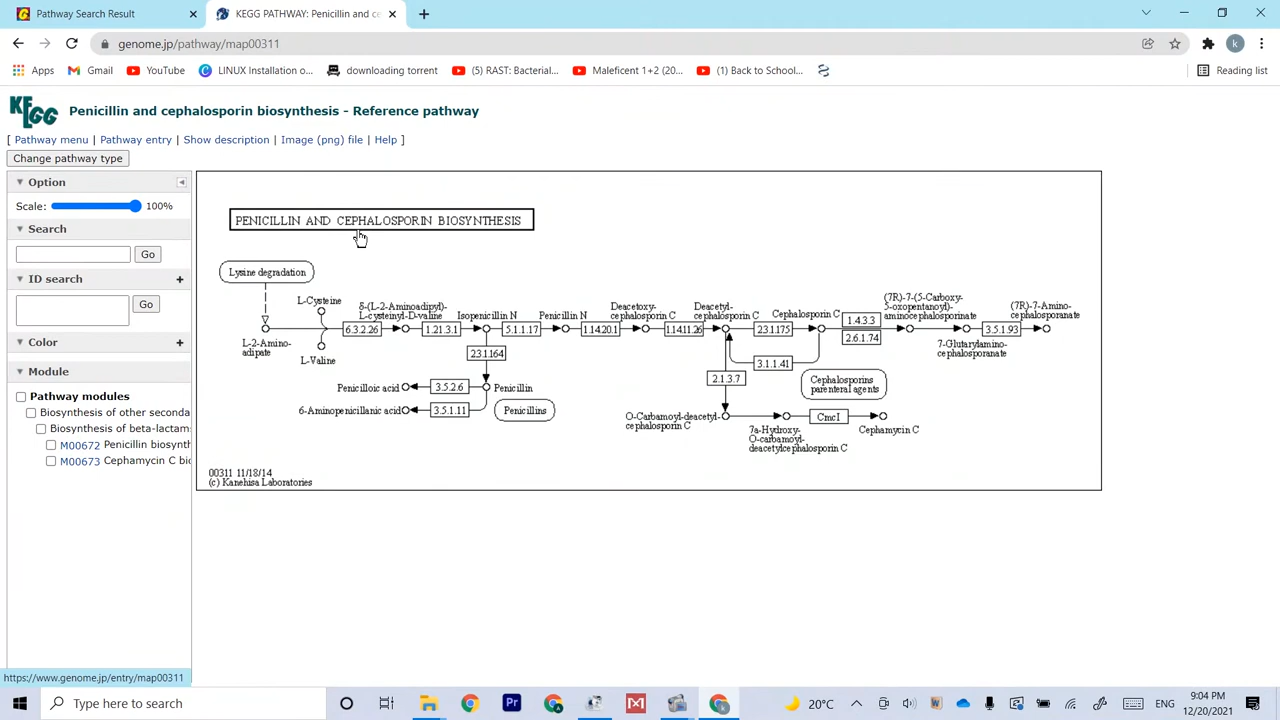 Pathway Search Result
KEGG PATHWAY: Penicillin and ce
genome.jp/pathway/map00311
Apps
Gmail
YouTube
LINUX Installation o...
downloading torrent
(5) RAST: Bacterial...
Maleficent 1+2 (20...
(1) Back to School...
Reading list
KEGG
Penicillin and cephalosporin biosynthesis - Reference pathway
[ Pathway menu | Pathway entry | Show description | Image (png) file | Help ]
Change pathway type
Option
Scale: 100%
Search
Go
ID search +
Go
Color +
Module
Pathway modules
Biosynthesis of other seconda
Biosynthesis of beta-lactam
M00672 Penicillin biosynth
M00673 Cephamycin C bi
PENICILLIN AND CEPHALOSPORIN BIOSYNTHESIS
Lysine degradation
L-Cysteine
L-2-Amino-
adipate
L-Valine
6.3.2.26
δ-(L-2-Aminoadipyl)-
L-cysteinyl-D-valine
1.21.3.1
Isopenicillin N
5.1.1.17
Penicillin N
1.14.20.1
Deacetoxy-
cephalosporin C
1.14.11.26
Deacetyl-
cephalosporin C
2.3.1.175
Cephalosporin C
1.4.3.3
2.6.1.74
(7R)-7-(5-Carboxy-
5-oxopentanoyl)-
aminocephalosporinate
7-Glutarylamino-
cephalosporanate
3.5.1.93
(7R)-7-Amino-
cephalosporanate
2.3.1.164
3.1.1.41
2.1.3.7
Cephalosporins
parenteral agents
Penicilloic acid
3.5.2.6
Penicillin
6-Aminopenicillanic acid
3.5.1.11
Penicillins
O-Carbamoyl-deacetyl-
cephalosporin C
7a-Hydroxy-
O-carbamoyl-
deacetylcephalosporin C
CmcI
Cephamycin C
00311 11/18/14
(c) Kanehisa Laboratories
https://www.genome.jp/entry/map00311
Type here to search
20°C
ENG
9:04 PM
12/20/2021